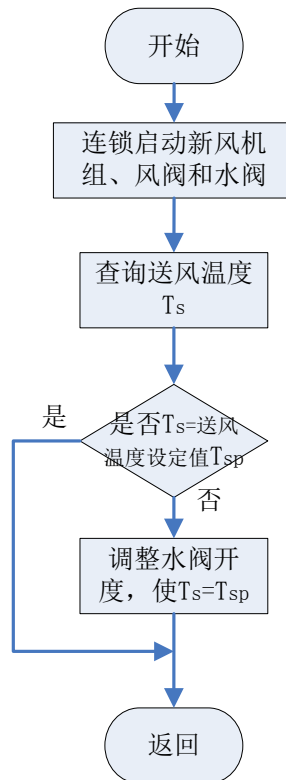 开始
连锁启动新风机
组、风阀和水阀
查询送风温度
Ts
是否Ts=送风
温度设定值Tsp
是
否
调整水阀开
度，使Ts=Tsp
返回